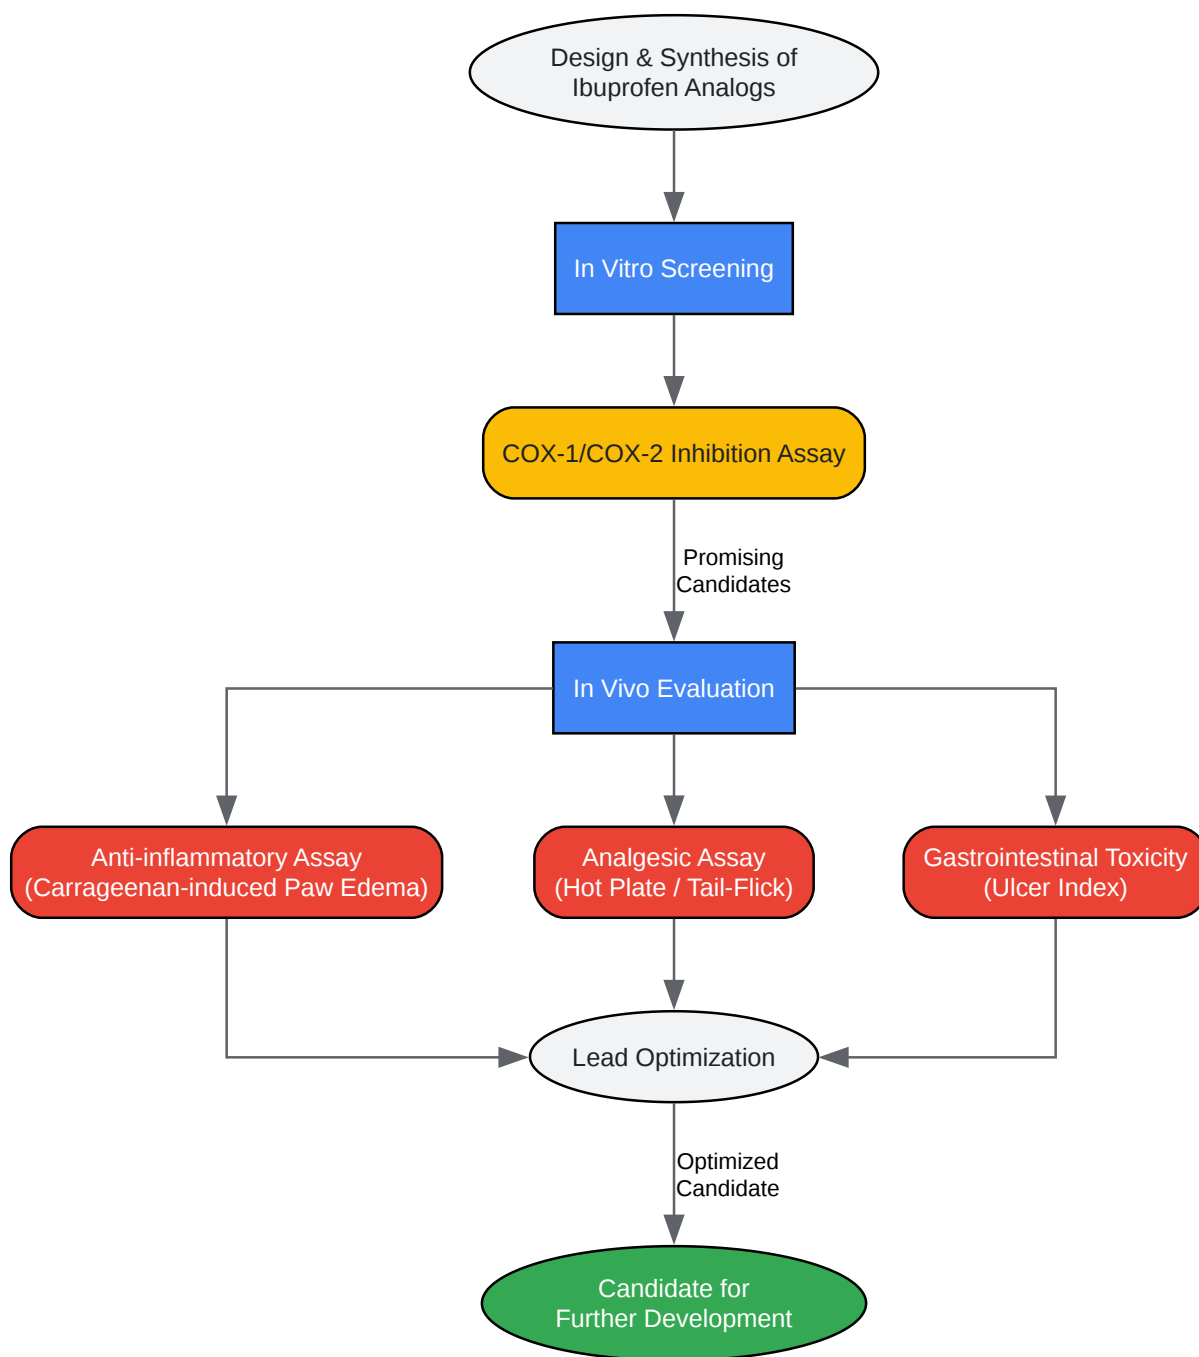 Design & Synthesis of
Ibuprofen Analogs
In Vitro Screening
COX-1/COX-2 Inhibition Assay
Promising
Candidates
In Vivo Evaluation
Anti-inflammatory Assay
(Carrageenan-induced Paw Edema)
Analgesic Assay
(Hot Plate / Tail-Flick)
Gastrointestinal Toxicity
(Ulcer Index)
Lead Optimization
Optimized
Candidate
Candidate for
Further Development